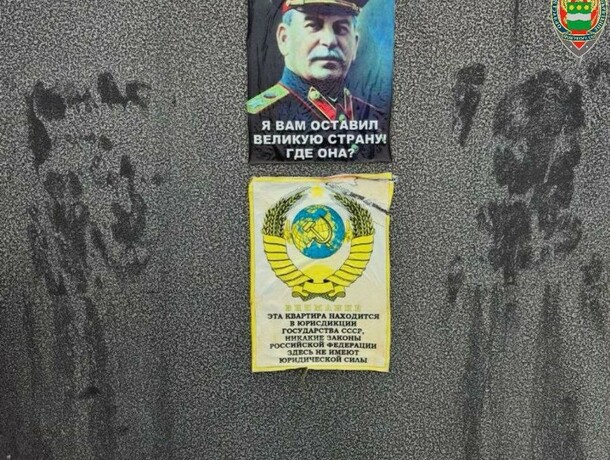 Я ВАМ ОСТАВИЛ
ВЕЛИКУЮ СТРАНУ!
ГДЕ ОНА?
ВНИМАНИЕ
ЭТА КВАРТИРА НАХОДИТСЯ
В ЮРИСДИКЦИИ
ГОСУДАРСТВА СССР,
НИКАКИЕ ЗАКОНЫ
РОССИЙСКОЙ ФЕДЕРАЦИИ
ЗДЕСЬ НЕ ИМЕЮТ
ЮРИДИЧЕСКОЙ СИЛЫ